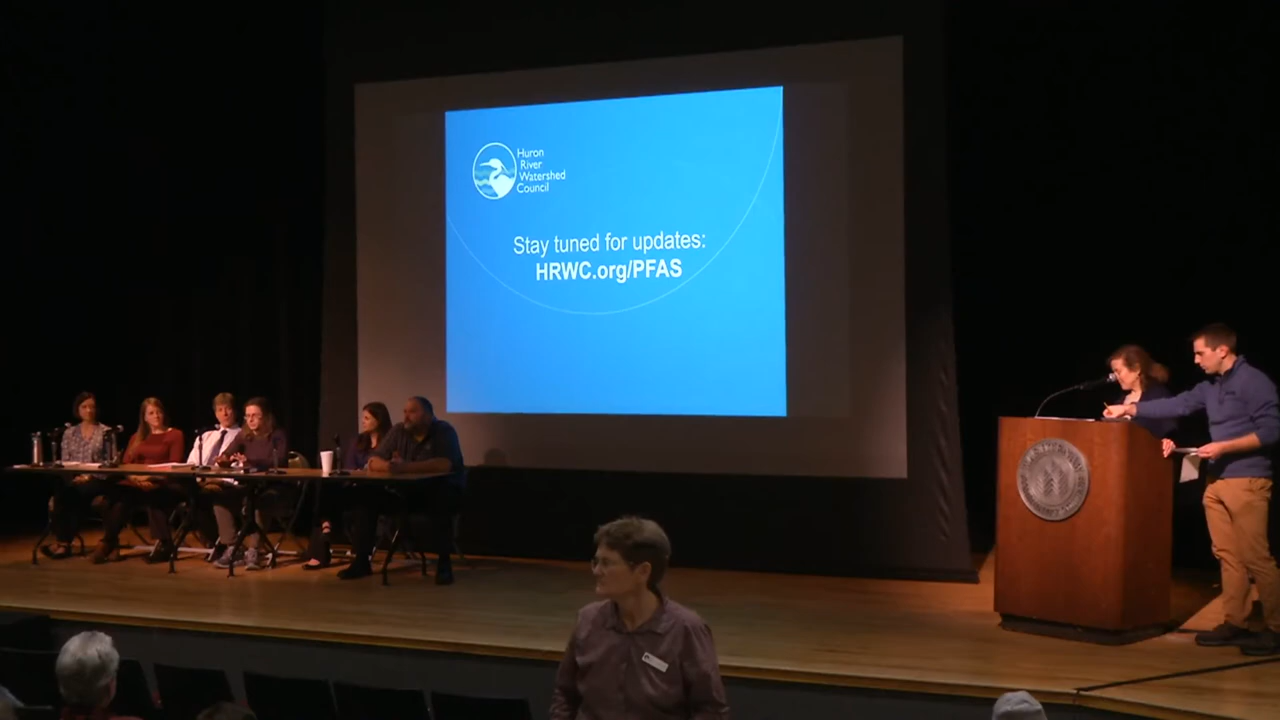 Huron
River
Watershed
Council
Stay tuned for updates:
HRWC.org/PFAS